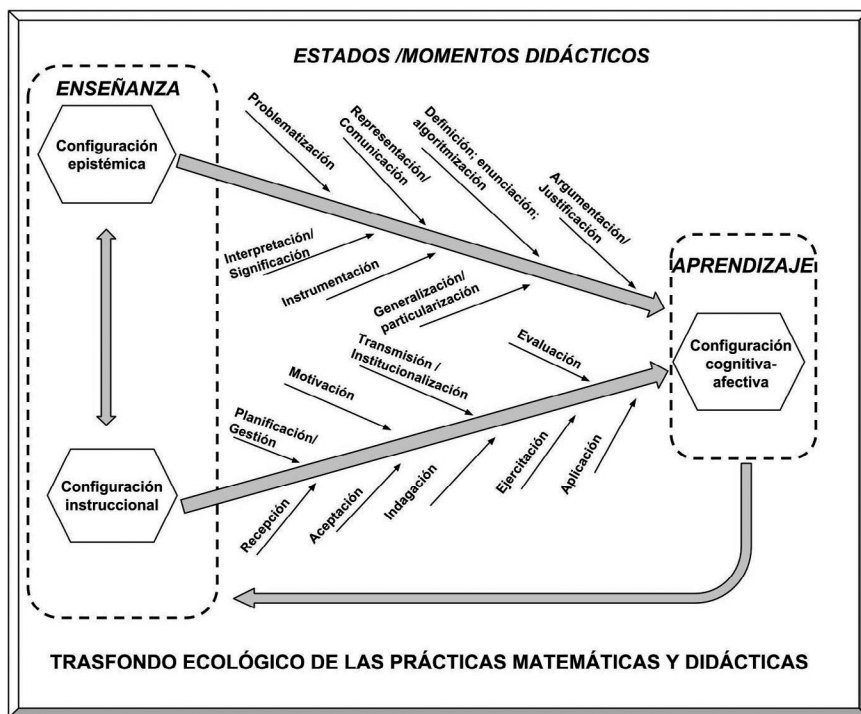 ESTADOS /MOMENTOS DIDÁCTICOS
ENSEÑANZA
Configuración
epistémica
Problematización
Representación/
Comunicación
Definición; enunciación;
algoritmización
Argumentación/
Justificación
Interpretación/
Significación
Instrumentación
Generalización/
particularización
APRENDIZAJE
Configuración
cognitiva-
afectiva
Configuración
instruccional
Planificación/
Gestión
Motivación
Transmisión /
Institucionalización
Evaluación
Recepción
Aceptación
Indagación
Ejercitación
Aplicación
TRASFONDO ECOLÓGICO DE LAS PRÁCTICAS MATEMÁTICAS Y DIDÁCTICAS